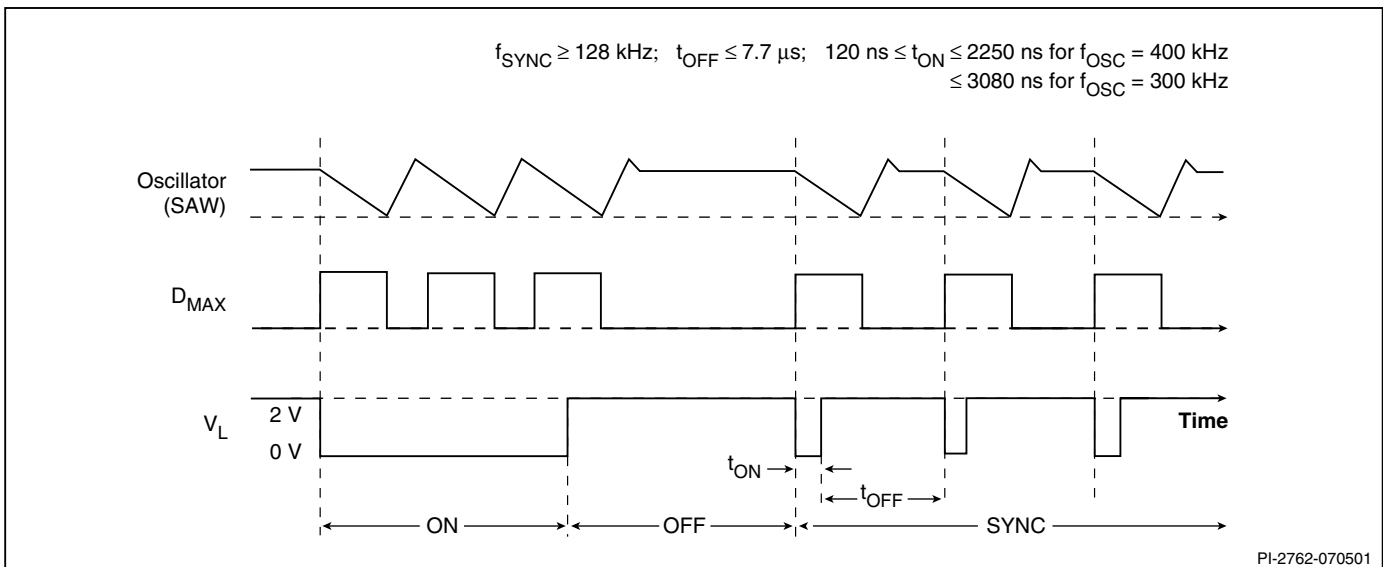 f_SYNC ≥ 128 kHz; t_OFF ≤ 7.7 μs; 120 ns ≤ t_ON ≤ 2250 ns for f_OSC = 400 kHz
≤ 3080 ns for f_OSC = 300 kHz
Oscillator
(SAW)
D_MAX
V_L
2 V
0 V
Time
t_ON
t_OFF
ON
OFF
SYNC
PI-2762-070501